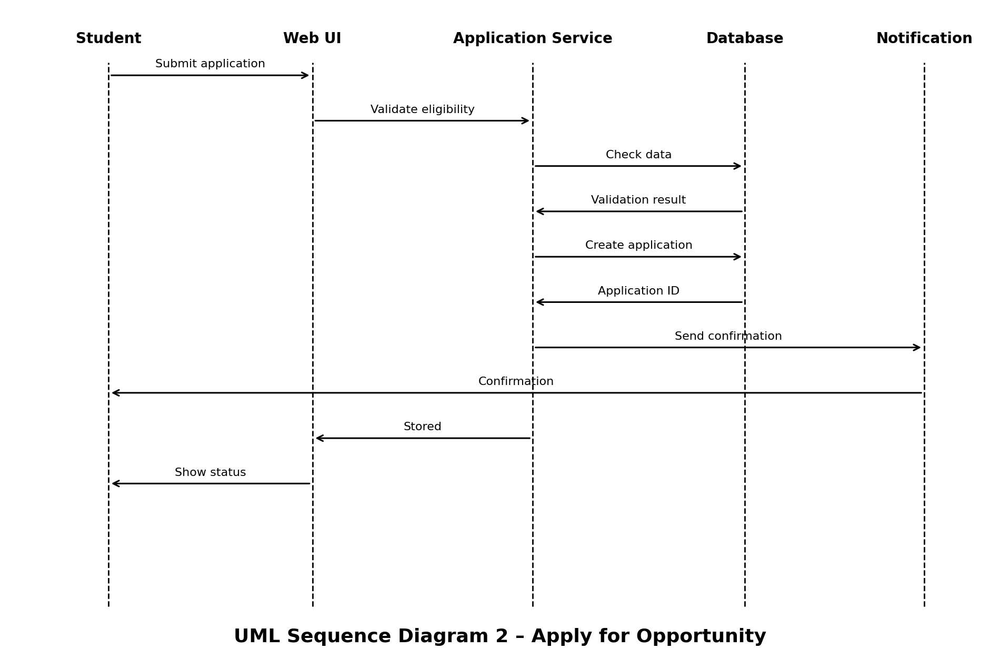 Student
Web UI
Application Service
Database
Notification
Submit application
Validate eligibility
Check data
Validation result
Create application
Application ID
Send confirmation
Confirmation
Stored
Show status
UML Sequence Diagram 2 – Apply for Opportunity